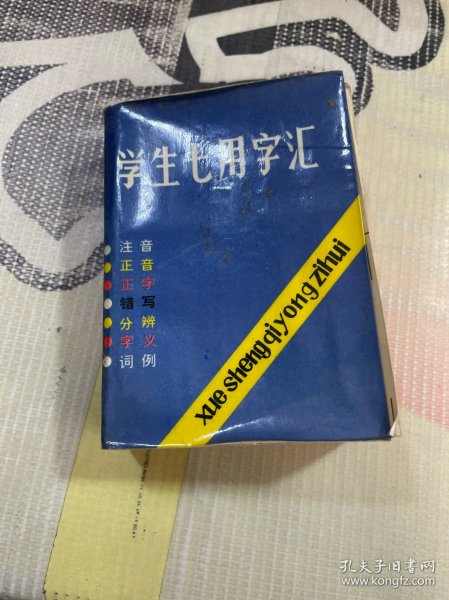 学生七用字汇
注音
正音
正字
错写
分辨
字义
词例
xue sheng qi yong zihui
孔夫子旧书网
www.kongfz.com